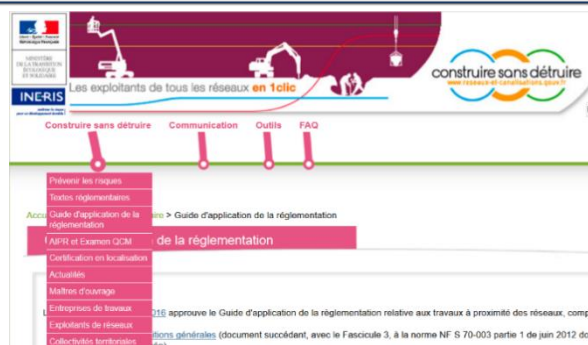 MINISTÈRE
DE LA TRANSITION
ÉCOLOGIQUE
ET SOLIDAIRE
INERIS
Les exploitants de tous les réseaux en 1clic
construire sans détruire
www.reseaux-et-canalisations.gouv.fr
Construire sans détruire Communication Outils FAQ
Prévenir les risques
Textes réglementaires
Guide d'application de la
réglementation
AIPR et Examen QCM
Certification en localisation
Actualités
Maîtres d'ouvrage
Entreprises de travaux
Exploitants de réseaux
Collectivités territoriales
> Guide d'application de la réglementation
de la réglementation
approuve le Guide d'application de la réglementation relative aux travaux à proximité des réseaux,
générales (document succédant, avec le Fascicule 3, à la norme NF S 70-003 partie 1 de juin 2012